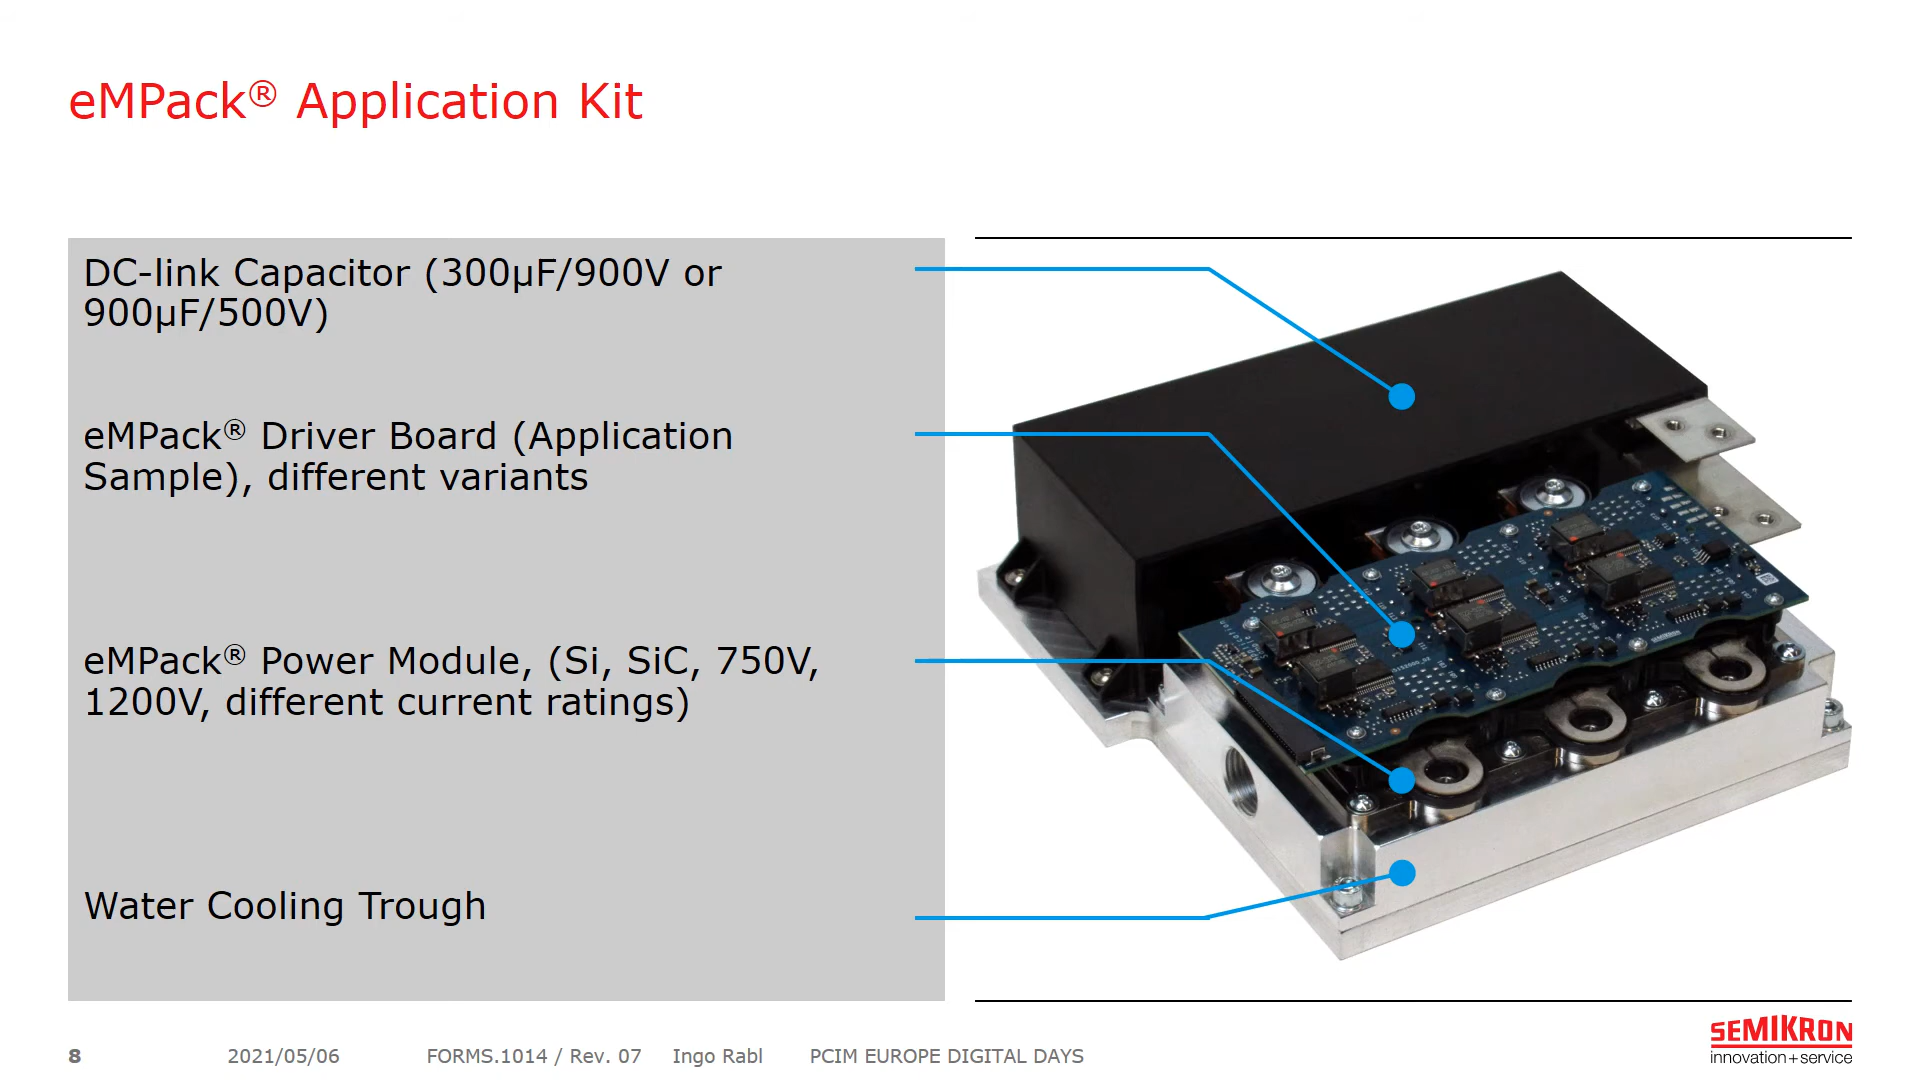 eMPack® Application Kit
DC-link Capacitor (300µF/900V or
900µF/500V)
eMPack® Driver Board (Application
Sample), different variants
eMPack® Power Module, (Si, SiC, 750V,
1200V, different current ratings)
Water Cooling Trough
8 2021/05/06 FORMS.1014 / Rev. 07 Ingo Rabl PCIM EUROPE DIGITAL DAYS
SEMIKRON
innovation+service